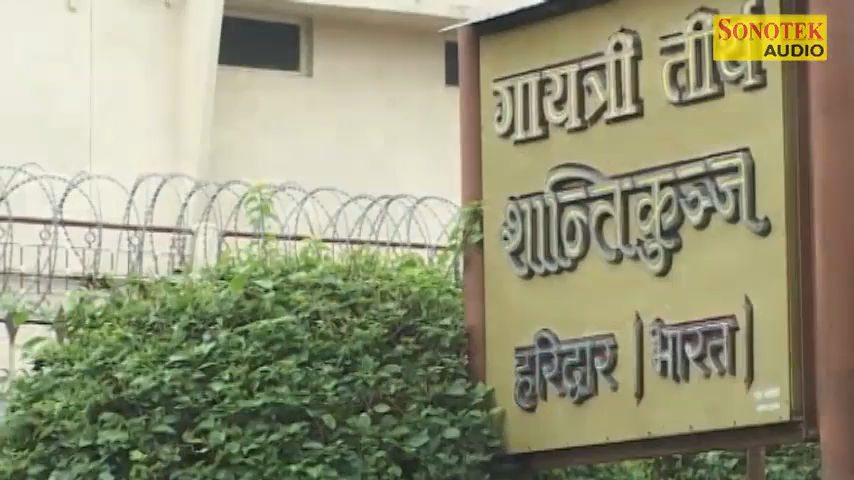 SONOTEK
AUDIO
गायत्री तीर्थ
शान्तिकुञ्ज
हरिद्वार । भारत ।